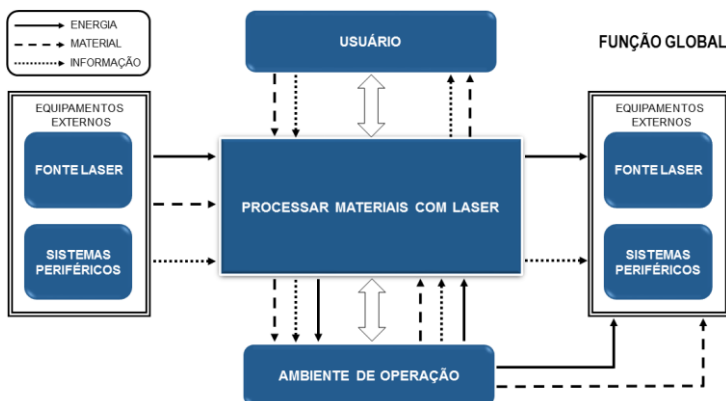 ENERGIA
MATERIAL
INFORMAÇÃO
USUÁRIO
FUNÇÃO GLOBAL
EQUIPAMENTOS
EXTERNOS
FONTE LASER
SISTEMAS
PERIFÉRICOS
PROCESSAR MATERIAIS COM LASER
EQUIPAMENTOS
EXTERNOS
FONTE LASER
SISTEMAS
PERIFÉRICOS
AMBIENTE DE OPERAÇÃO